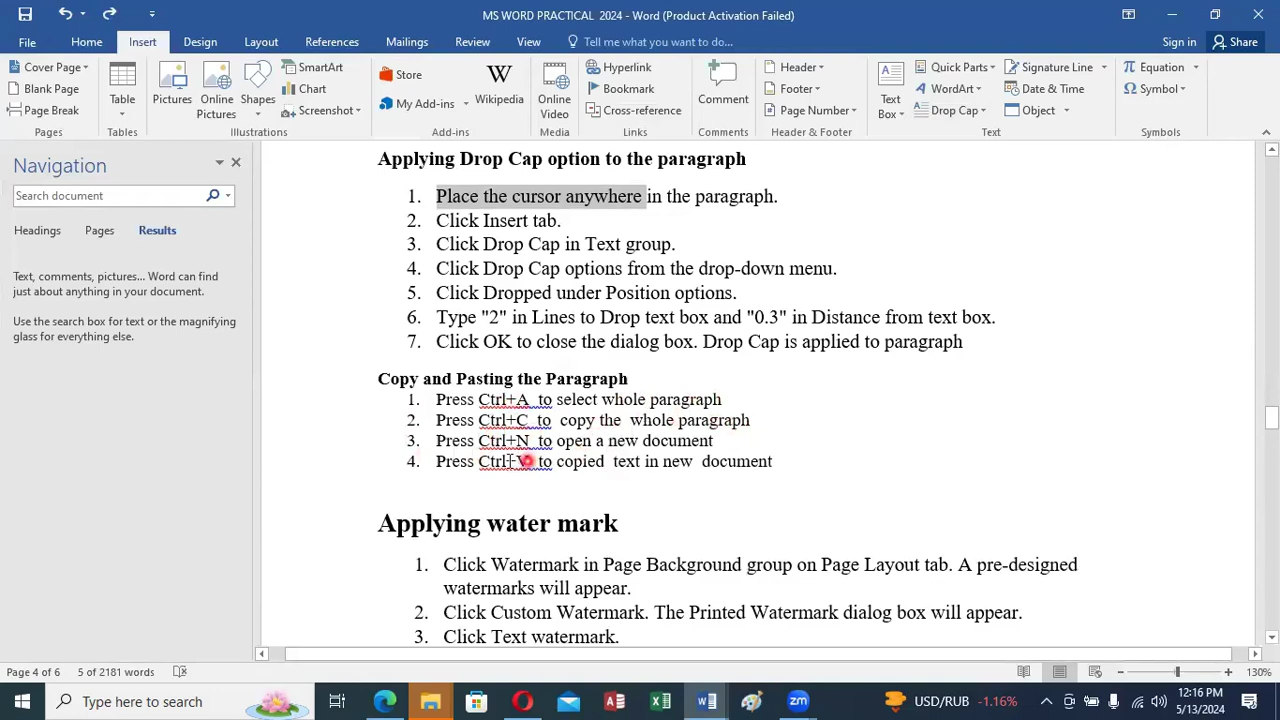 MS WORD PRACTICAL 2024 - Word (Product Activation Failed)
File Home Insert Design Layout References Mailings Review View Tell me what you want to do... Sign in Share
Cover Page
Blank Page
Page Break
Pages
Table
Tables
Pictures
Online Pictures
Shapes
SmartArt
Chart
Screenshot
Illustrations
Store
My Add-ins
Wikipedia
Add-ins
Online Video
Media
Hyperlink
Bookmark
Cross-reference
Links
Comment
Comments
Header
Footer
Page Number
Header & Footer
Text Box
Quick Parts
WordArt
Drop Cap
Signature Line
Date & Time
Object
Text
Equation
Symbol
Symbols
Navigation
Search document
Headings Pages Results
Text, comments, pictures... Word can find
just about anything in your document.
Use the search box for text or the magnifying
glass for everything else.
Applying Drop Cap option to the paragraph
1. Place the cursor anywhere in the paragraph.
2. Click Insert tab.
3. Click Drop Cap in Text group.
4. Click Drop Cap options from the drop-down menu.
5. Click Dropped under Position options.
6. Type "2" in Lines to Drop text box and "0.3" in Distance from text box.
7. Click OK to close the dialog box. Drop Cap is applied to paragraph
Copy and Pasting the Paragraph
1. Press Ctrl+A to select whole paragraph
2. Press Ctrl+C to copy the whole paragraph
3. Press Ctrl+N to open a new document
4. Press Ctrl+V to copied text in new document
Applying water mark
1. Click Watermark in Page Background group on Page Layout tab. A pre-designed
watermarks will appear.
2. Click Custom Watermark. The Printed Watermark dialog box will appear.
3. Click Text watermark.
Page 4 of 6 5 of 2181 words 130%
Type here to search
USD/RUB -1.16%
12:16 PM
5/13/2024